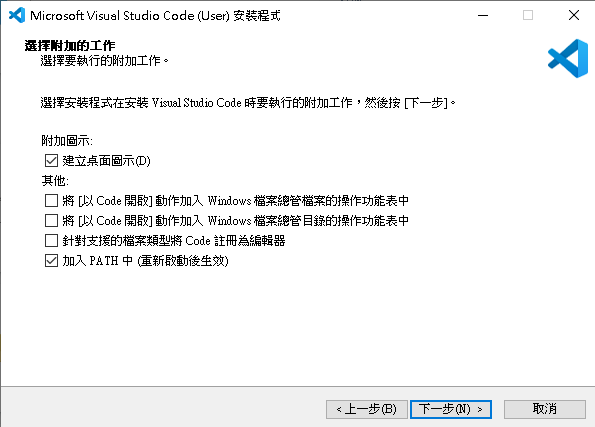 Microsoft Visual Studio Code (User) 安裝程式
選擇附加的工作
選擇要執行的附加工作。
選擇安裝程式在安裝 Visual Studio Code 時要執行的附加工作，然後按 [下一步]。
附加圖示:
建立桌面圖示(D)
其他:
將 [以 Code 開啟] 動作加入 Windows 檔案總管檔案的操作功能表中
將 [以 Code 開啟] 動作加入 Windows 檔案總管目錄的操作功能表中
針對支援的檔案類型將 Code 註冊為編輯器
加入 PATH 中 (重新啟動後生效)
< 上一步(B) 下一步(N) > 取消